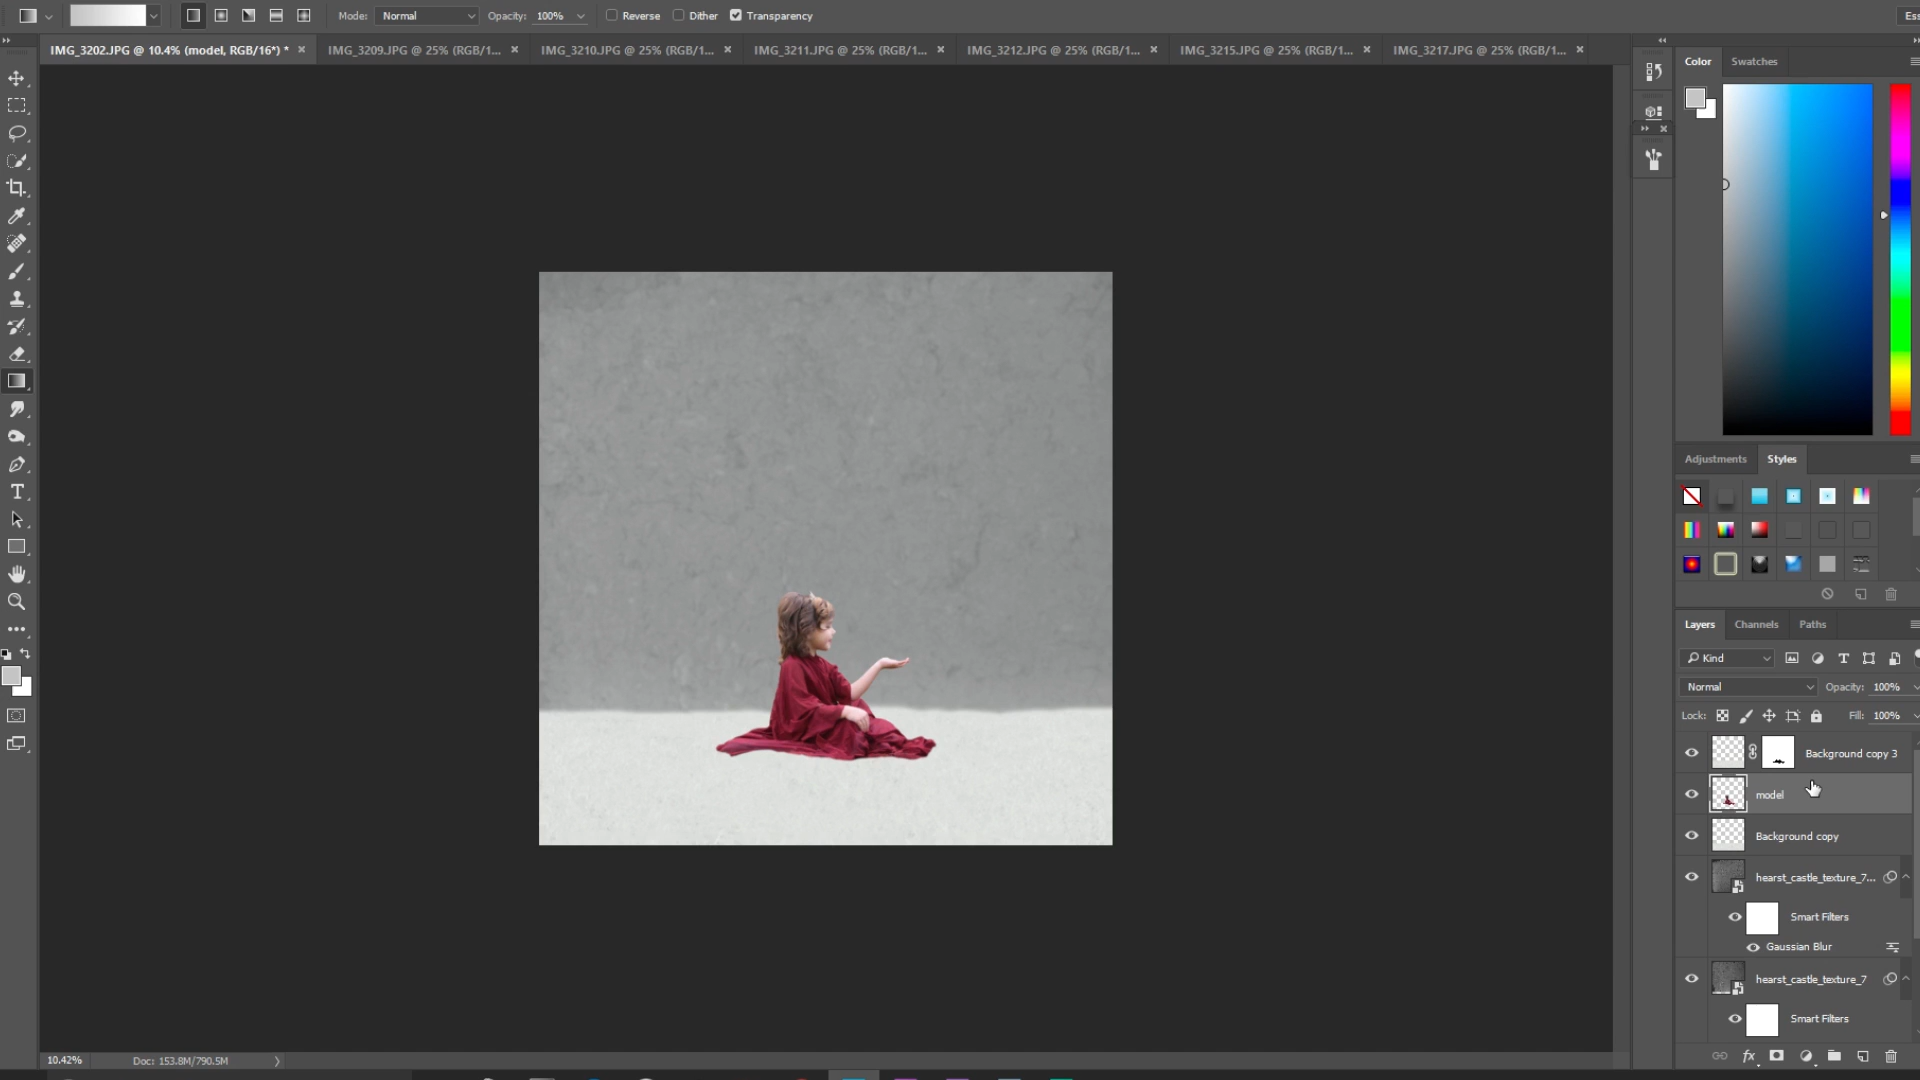 Mode: Normal Opacity: 100% Reverse Dither Transparency
IMG_3202.JPG @ 10.4% (model, RGB/16*) * IMG_3209.JPG @ 25% (RGB/1... IMG_3210.JPG @ 25% (RGB/1... IMG_3211.JPG @ 25% (RGB/1... IMG_3212.JPG @ 25% (RGB/1... IMG_3215.JPG @ 25% (RGB/1... IMG_3217.JPG @ 25% (RGB/1...
Color Swatches
Adjustments Styles
Layers Channels Paths
Kind
Normal Opacity: 100%
Lock: Fill: 100%
Background copy 3
model
Background copy
hearst_castle_texture_7...
Smart Filters
Gaussian Blur
hearst_castle_texture_7
Smart Filters
10.42% Doc: 153.8M/790.5M